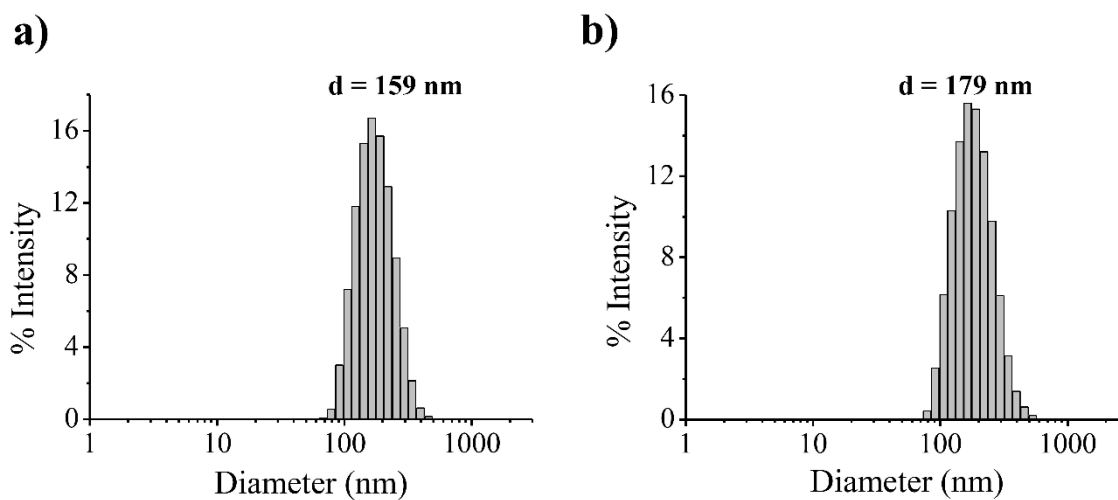 a)
d = 159 nm
16
12
8
4
0
% Intensity
1
10
100
1000
Diameter (nm)
b)
d = 179 nm
16
12
8
4
0
% Intensity
1
10
100
1000
Diameter (nm)